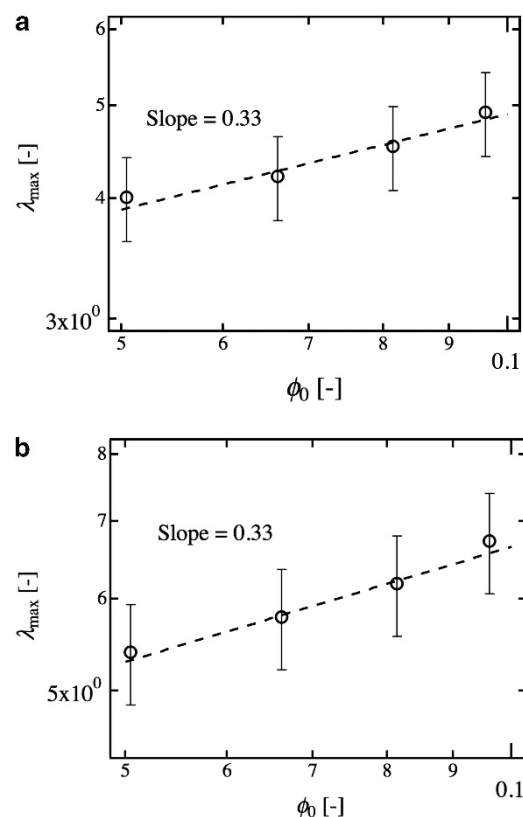 a
6
5
4
3x10⁰
λmax [-]
Slope = 0.33
5
6
7
8
9
0.1
ϕ0 [-]
b
8
7
6
5x10⁰
λmax [-]
Slope = 0.33
5
6
7
8
9
0.1
ϕ0 [-]